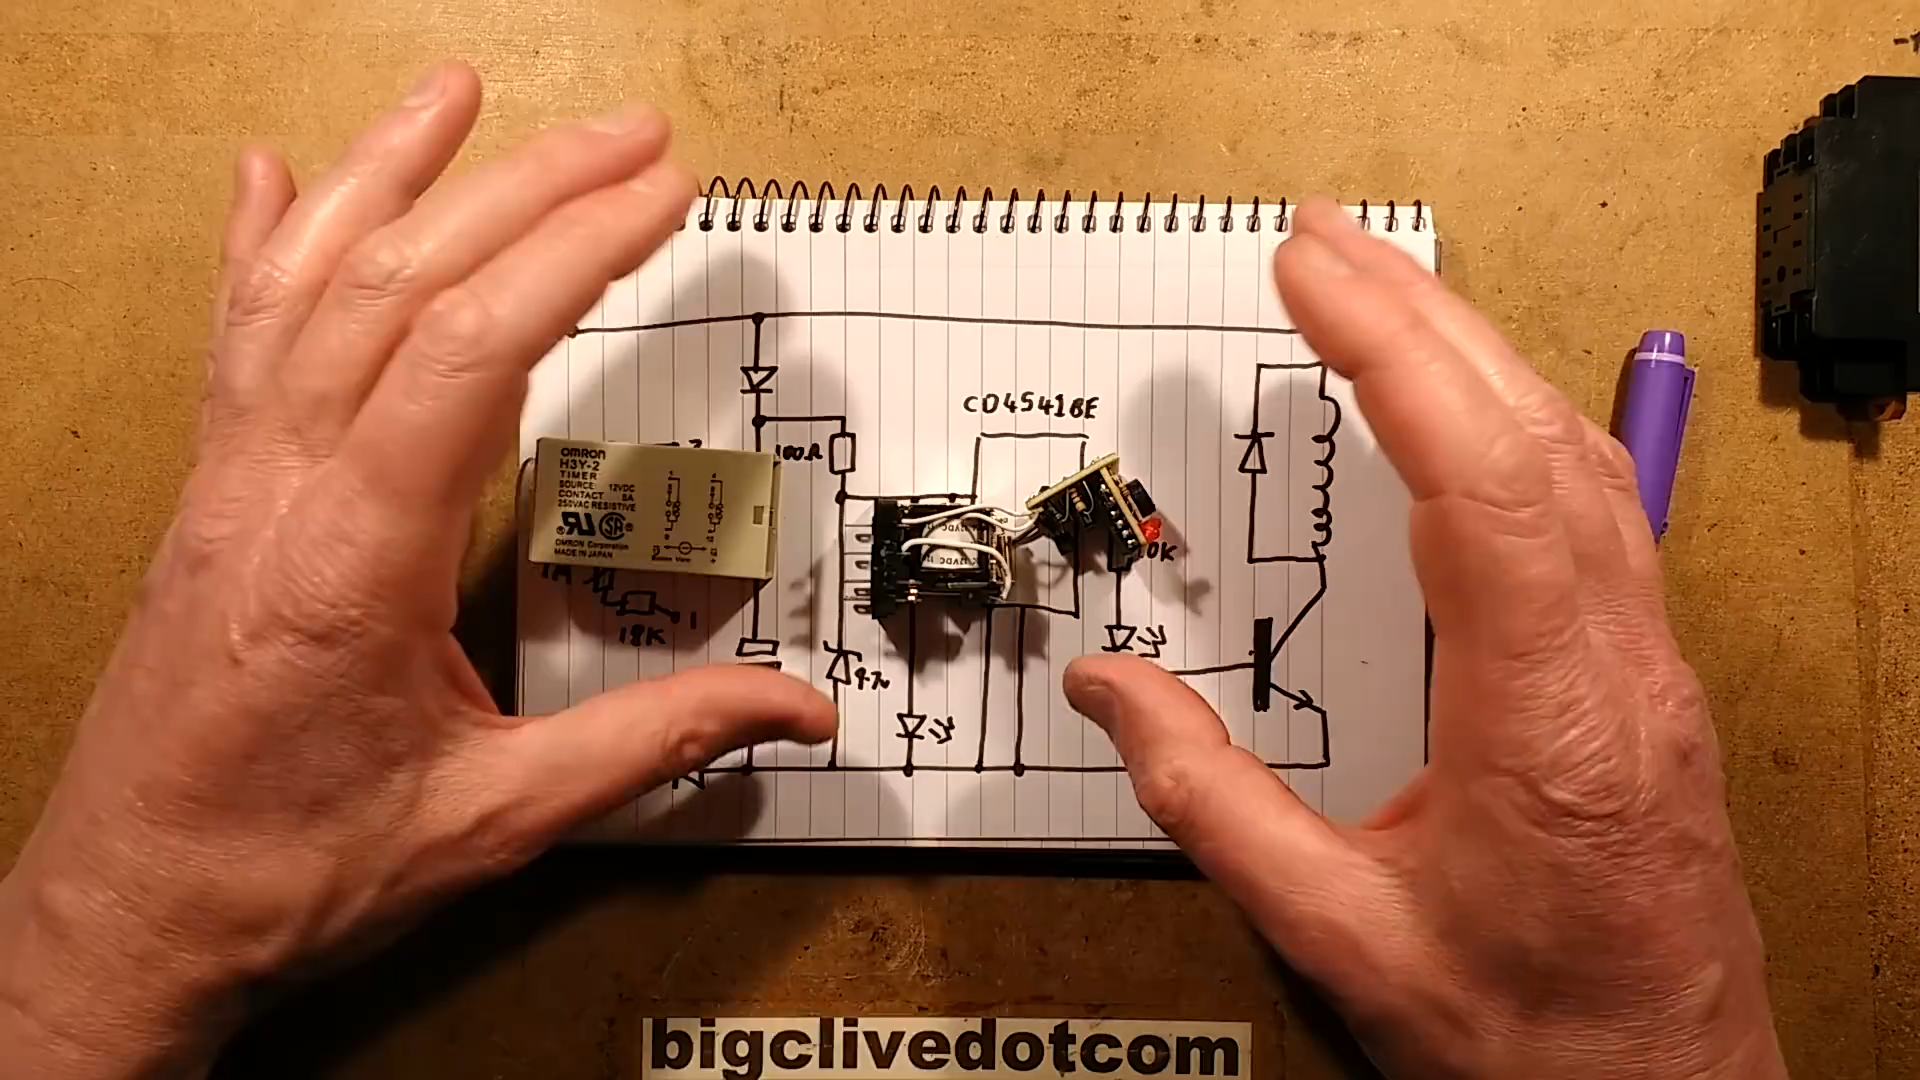 CD4541BE
100Ω
OMRON
H3Y-2
TIMER
SOURCE: 12VDC
CONTACT 5A
250VAC RESISTIVE
OMRON Corporation
MADE IN JAPAN
10K
1
18K
bigclivedotcom